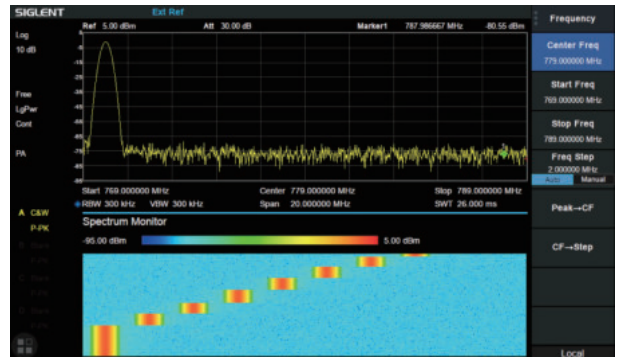 SIGLENT Ext Ref
Ref 5.00 dBm Att 30.00 dB Marker1 787.986667 MHz -80.55 dBm
Log
10 dB
Free
LgPwr
Cont
PA
Start 769.000000 MHz Center 779.000000 MHz Stop 789.000000 MHz
RBW 300 kHz VBW 300 kHz Span 20.000000 MHz SWT 26.000 ms
A C&W
P-PK
Spectrum Monitor
-95.00 dBm 5.00 dBm
Frequency
Center Freq
779.000000 MHz
Start Freq
769.000000 MHz
Stop Freq
789.000000 MHz
Freq Step
2.000000 MHz
Auto Manual
Peak→CF
CF→Step
Local